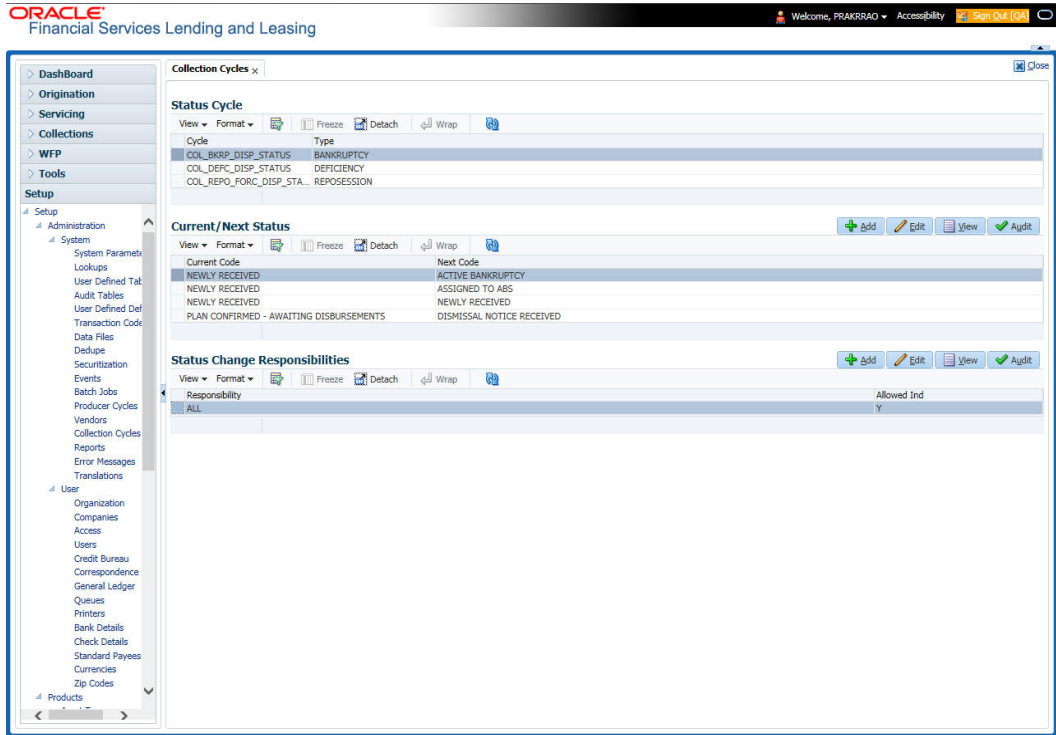 ORACLE
Financial Services Lending and Leasing
Welcome, PRAKRRAO Accessibility Sign Out [QA]
Close
DashBoard
Origination
Servicing
Collections
WFP
Tools
Setup
Setup
Administration
System
System Paramete
Lookups
User Defined Tab
Audit Tables
User Defined Def
Transaction Code
Data Files
Dedupe
Securitization
Events
Batch Jobs
Producer Cycles
Vendors
Collection Cycles
Reports
Error Messages
Translations
User
Organization
Companies
Access
Users
Credit Bureau
Correspondence
General Ledger
Queues
Printers
Bank Details
Check Details
Standard Payees
Currencies
Zip Codes
Products
Collection Cycles
Status Cycle
View Format Freeze Detach Wrap
Cycle Type
COL_BKRP_DISP_STATUS BANKRUPTCY
COL_DEFC_DISP_STATUS DEFICIENCY
COL_REPO_FORC_DISP_STA... REPOSESSION
Current/Next Status
Add Edit View Audit
View Format Freeze Detach Wrap
Current Code Next Code
NEWLY RECEIVED ACTIVE BANKRUPTCY
NEWLY RECEIVED ASSIGNED TO ABS
NEWLY RECEIVED NEWLY RECEIVED
PLAN CONFIRMED - AWAITING DISBURSEMENTS DISMISSAL NOTICE RECEIVED
Status Change Responsibilities
Add Edit View Audit
View Format Freeze Detach Wrap
Responsibility Allowed Ind
ALL Y